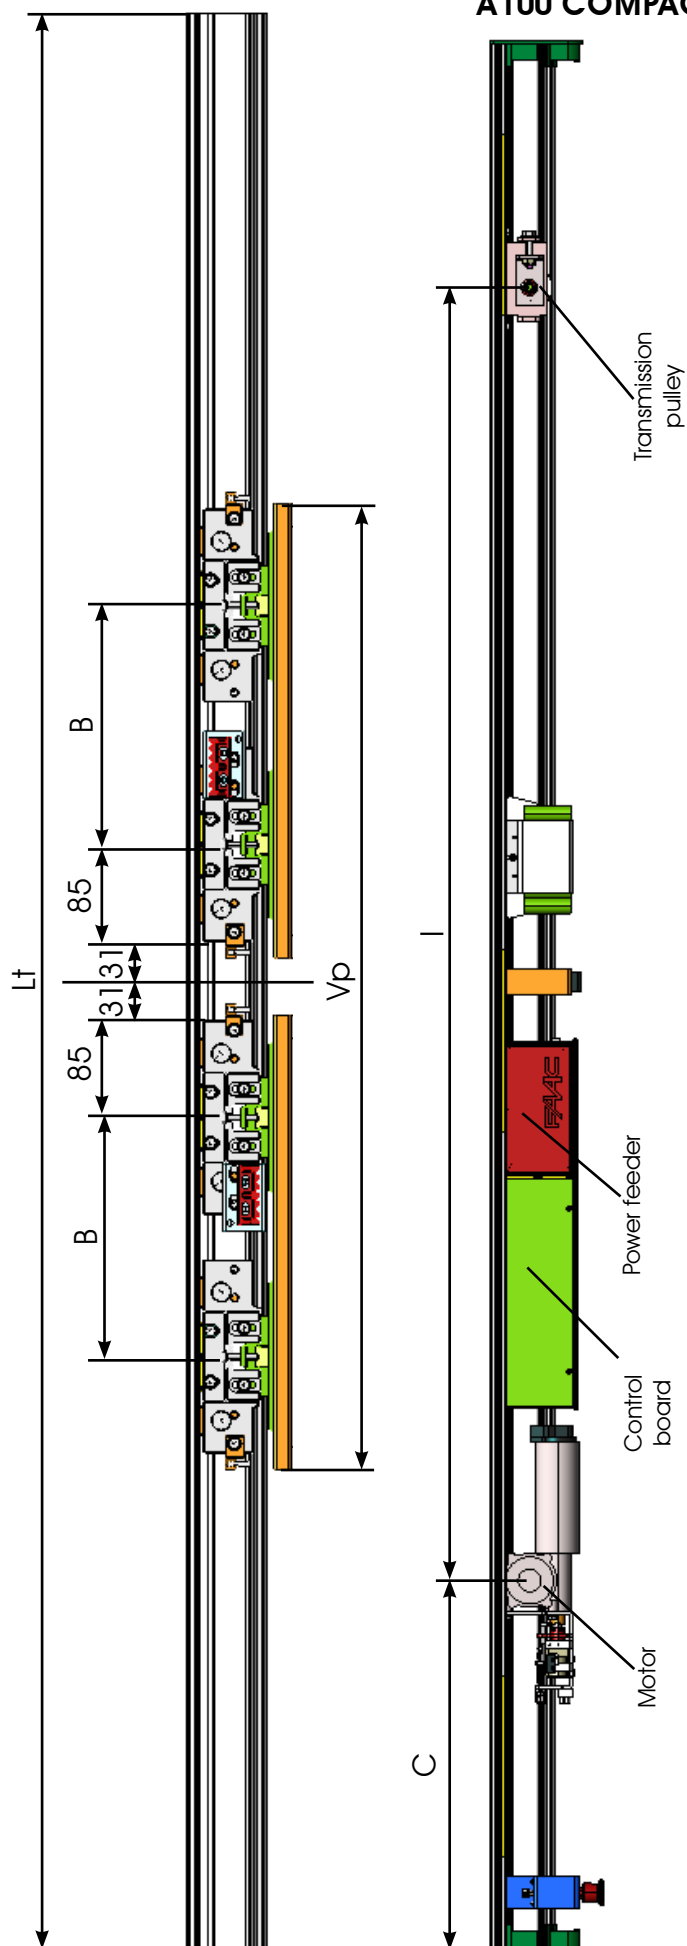 A100 COMPAC
Lt
B
85
31
31
85
B
Vp
I
C
Transmission
pulley
FAAC
Power feeder
Control
board
Motor